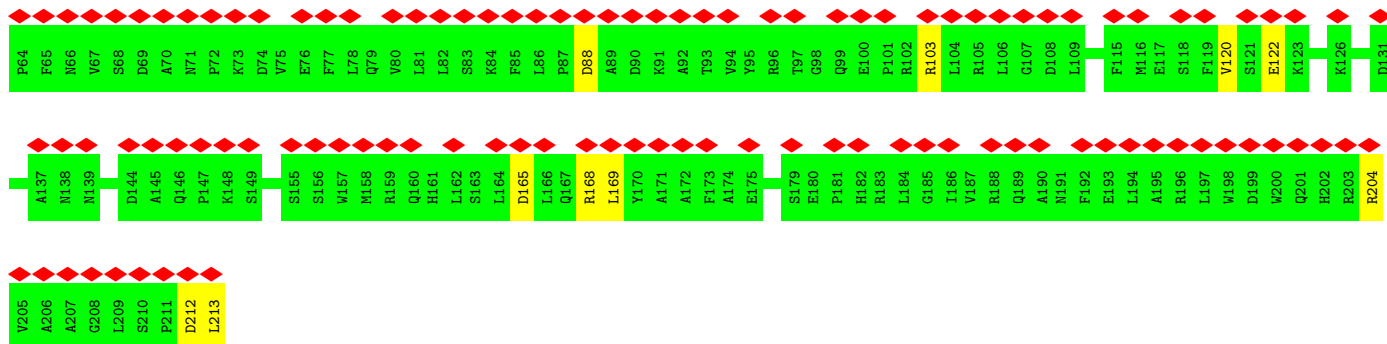 P64 F65 N66 V67 S68 D69 A70 N71 P72 K73 D74 V75 E76 F77 L78 Q79 V80 L81 L82 S83 K84 F85 L86 P87 D88 A89 D90 K91 A92 T93 V94 Y95 R96 T97 G98 Q99 E100 P101 R102 R103 L104 R105 L106 G107 D108 L109 F115 M116 E117 S118 F119 V120 S121 E122 K123 K126 D131
A137 N138 N139 D144 A145 Q146 P147 K148 S149 S155 S156 W157 M158 R159 Q160 H161 L162 S163 L164 D165 L166 Q167 R168 L169 Y170 A171 A172 F173 A174 E175 S179 E180 P181 H182 R183 L184 G185 I186 V187 R188 Q189 A190 N191 F192 E193 L194 A195 R196 L197 W198 D199 W200 Q201 H202 R203 R204
V205 A206 A207 G208 L209 S210 P211 D212 L213